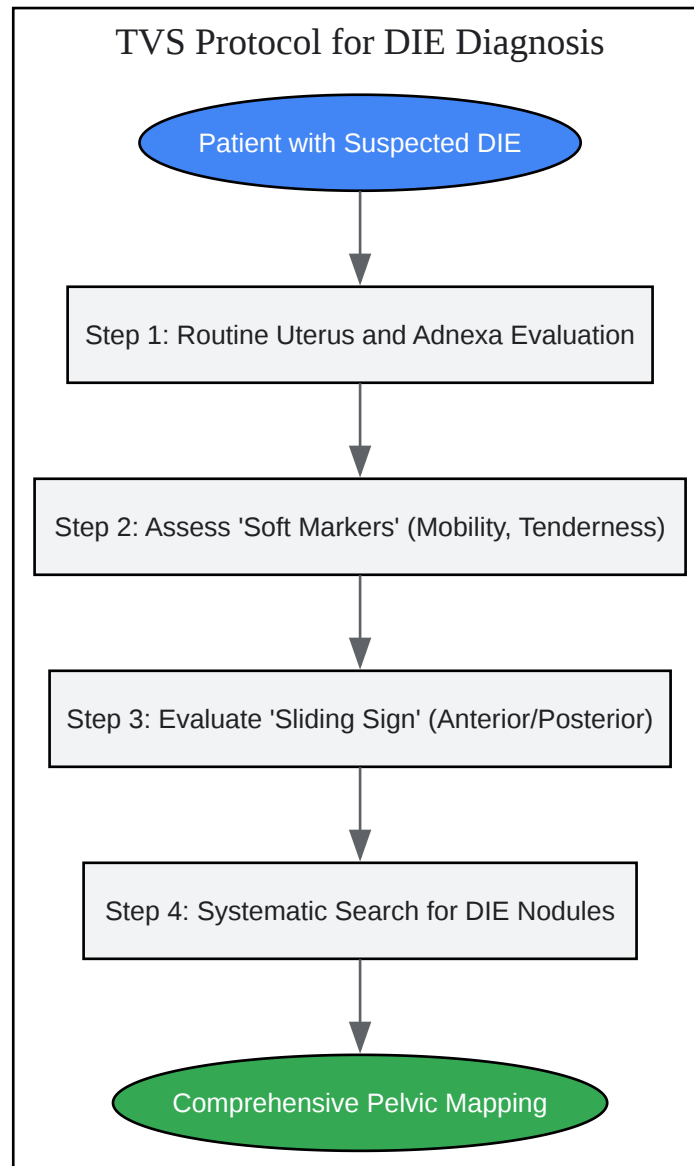 TVS Protocol for DIE Diagnosis
Patient with Suspected DIE
Step 1: Routine Uterus and Adnexa Evaluation
Step 2: Assess 'Soft Markers' (Mobility, Tenderness)
Step 3: Evaluate 'Sliding Sign' (Anterior/Posterior)
Step 4: Systematic Search for DIE Nodules
Comprehensive Pelvic Mapping